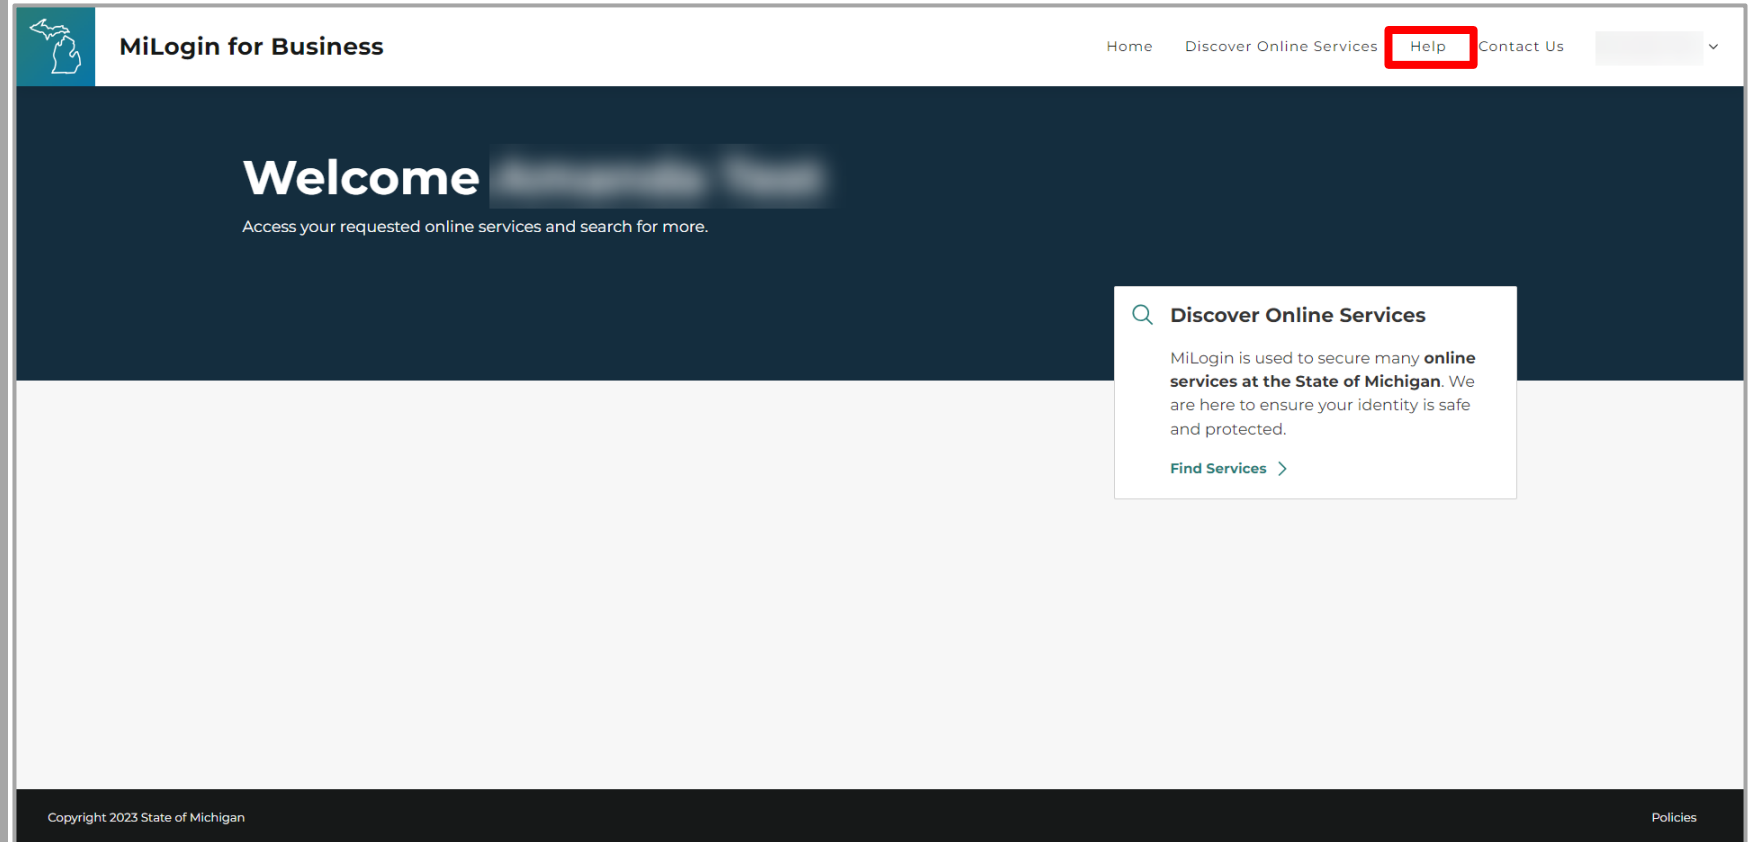 MiLogin for Business
Home Discover Online Services Help Contact Us
Welcome
Access your requested online services and search for more.
Discover Online Services
MiLogin is used to secure many online
services at the State of Michigan. We
are here to ensure your identity is safe
and protected.
Find Services
Copyright 2023 State of Michigan
Policies